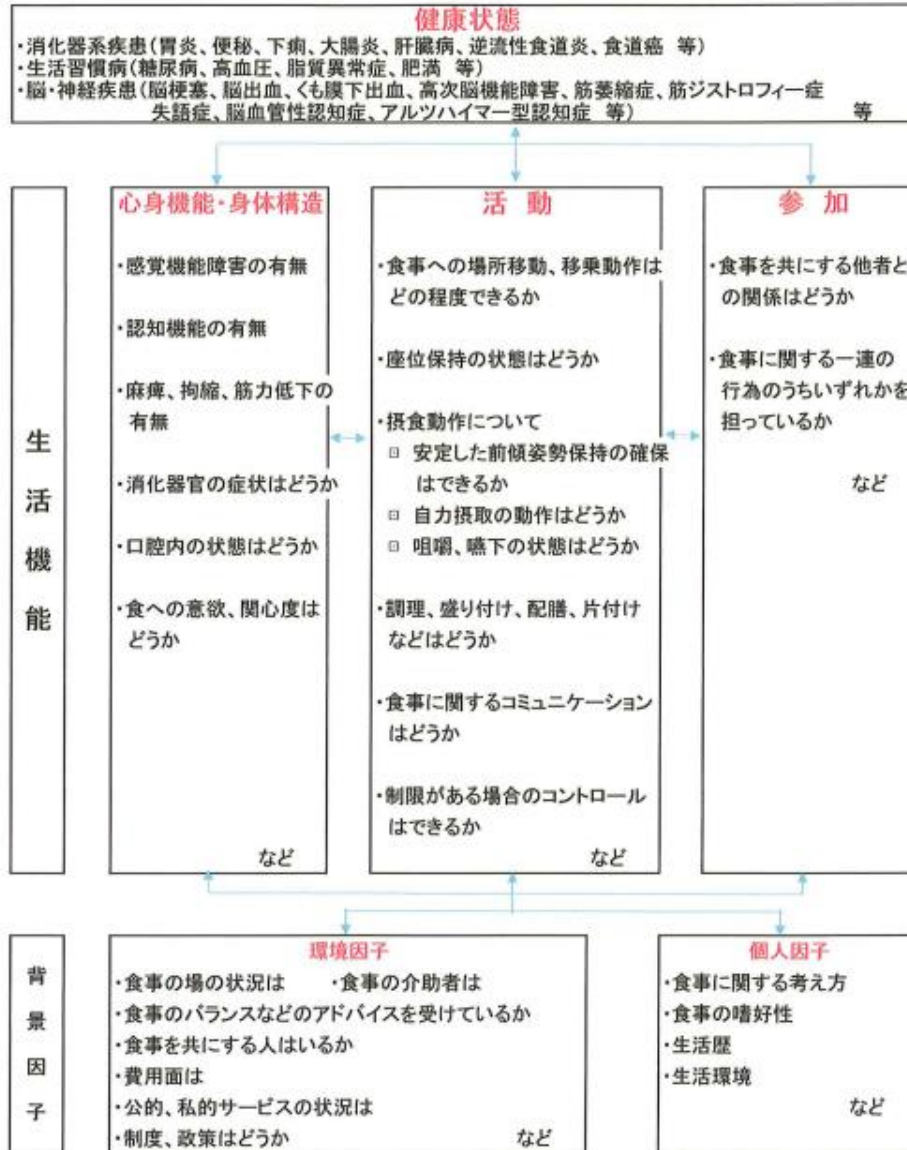 健康状態
・消化器系疾患(胃炎、便秘、下痢、大腸炎、肝臓病、逆流性食道炎、食道癌 等)
・生活習慣病(糖尿病、高血圧、脂質異常症、肥満 等)
・脳・神経疾患(脳梗塞、脳出血、くも膜下出血、高次脳機能障害、筋萎縮症、筋ジストロフィー症
失語症、脳血管性認知症、アルツハイマー型認知症 等) 等
生活機能
心身機能・身体構造
・感覚機能障害の有無
・認知機能の有無
・麻痺、拘縮、筋力低下の
有無
・消化器官の症状はどうか
・口腔内の状態はどうか
・食への意欲、関心度は
どうか
など
活 動
・食事への場所移動、移乗動作は
どの程度できるか
・座位保持の状態はどうか
・摂食動作について
□ 安定した前傾姿勢保持の確保
はできるか
□ 自力摂取の動作はどうか
□ 咀嚼、嚥下の状態はどうか
・調理、盛り付け、配膳、片付け
などはどうか
・食事に関するコミュニケーション
はどうか
・制限がある場合のコントロール
はできるか
など
参 加
・食事を共にする他者と
の関係はどうか
・食事に関する一連の
行為のうちいずれかを
担っているか
など
背景因子
環境因子
・食事の場の状況は ・食事の介助者は
・食事のバランスなどのアドバイスを受けているか
・食事を共にする人はいるか
・費用面は
・公的、私的サービスの状況は
・制度、政策はどうか など
個人因子
・食事に関する考え方
・食事の嗜好性
・生活歴
・生活環境
など